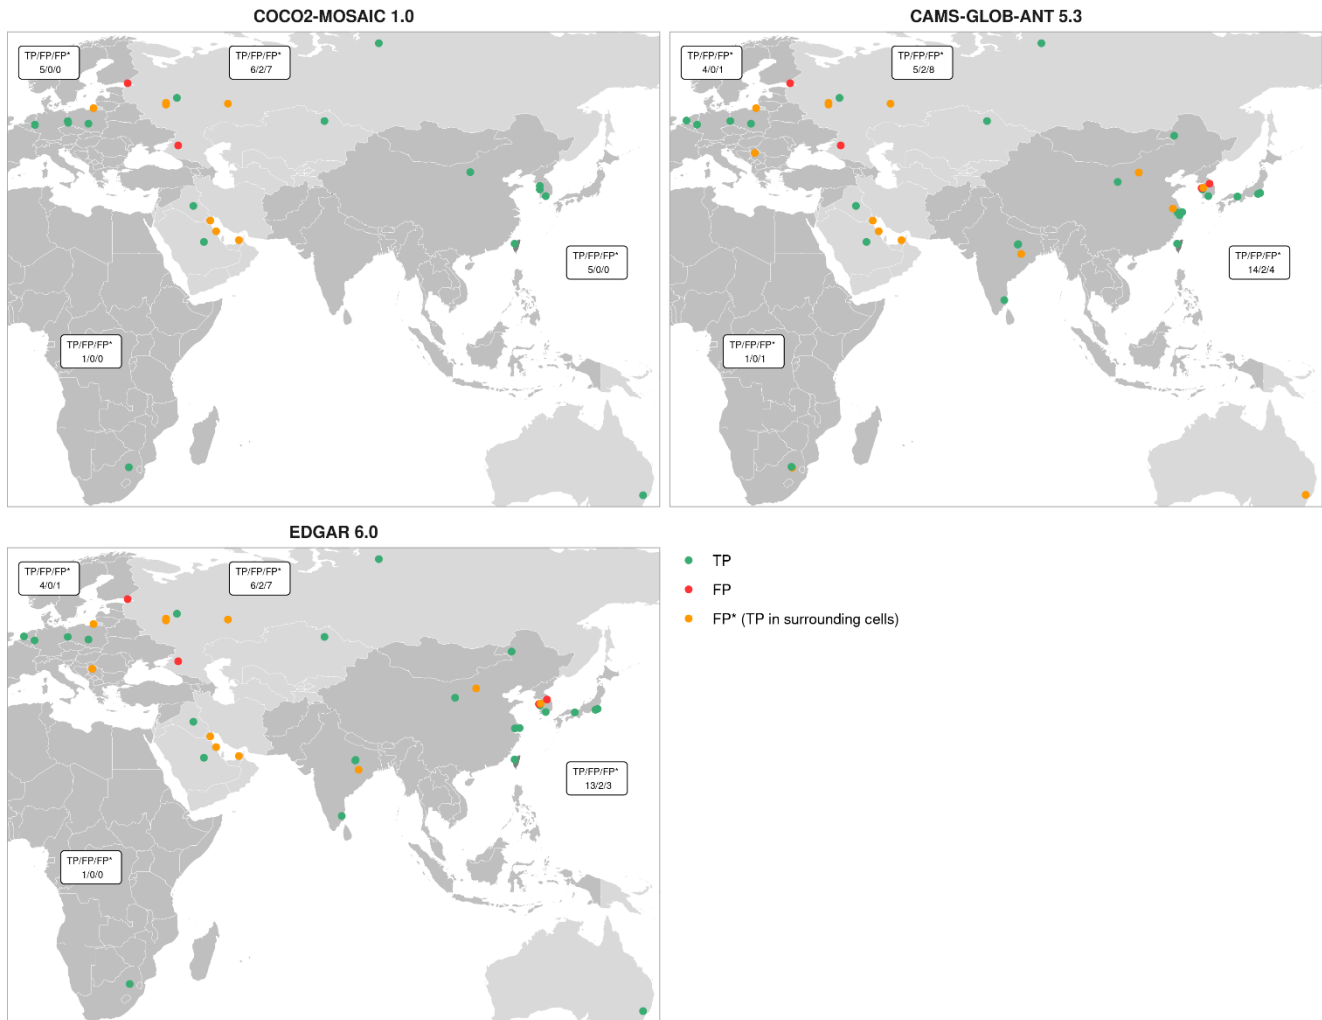 COCO2-MOSAIC 1.0
TP/FP/FP*
5/0/0
TP/FP/FP*
6/2/7
TP/FP/FP*
5/0/0
TP/FP/FP*
1/0/0
CAMS-GLOB-ANT 5.3
TP/FP/FP*
4/0/1
TP/FP/FP*
5/2/8
TP/FP/FP*
14/2/4
TP/FP/FP*
1/0/1
EDGAR 6.0
TP/FP/FP*
4/0/1
TP/FP/FP*
6/2/7
TP/FP/FP*
13/2/3
TP/FP/FP*
1/0/0
TP
FP
FP* (TP in surrounding cells)